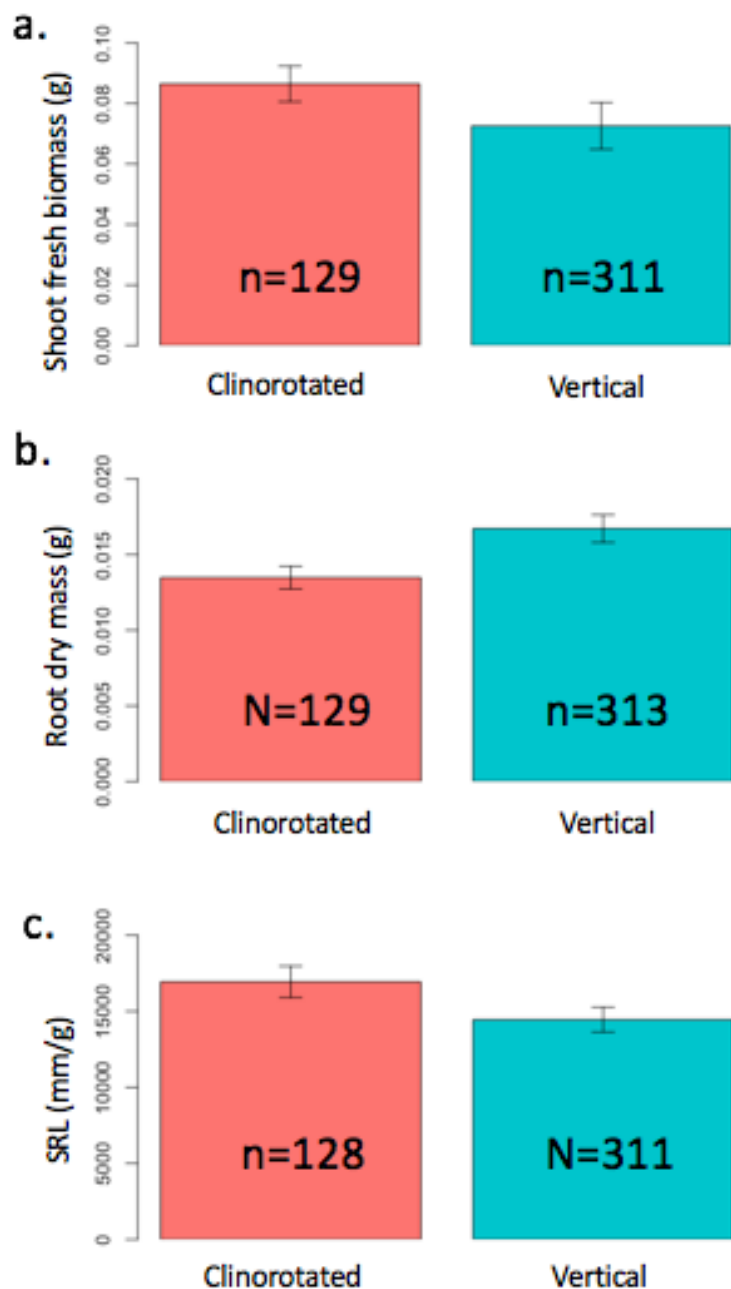 a.
Shoot fresh biomass (g)
0.10
0.08
0.06
0.04
0.02
0.00
n=129
n=311
Clinorotated
Vertical
b.
Root dry mass (g)
0.020
0.015
0.010
0.005
0.000
N=129
n=313
Clinorotated
Vertical
c.
SRL (mm/g)
20000
15000
10000
5000
0
n=128
N=311
Clinorotated
Vertical